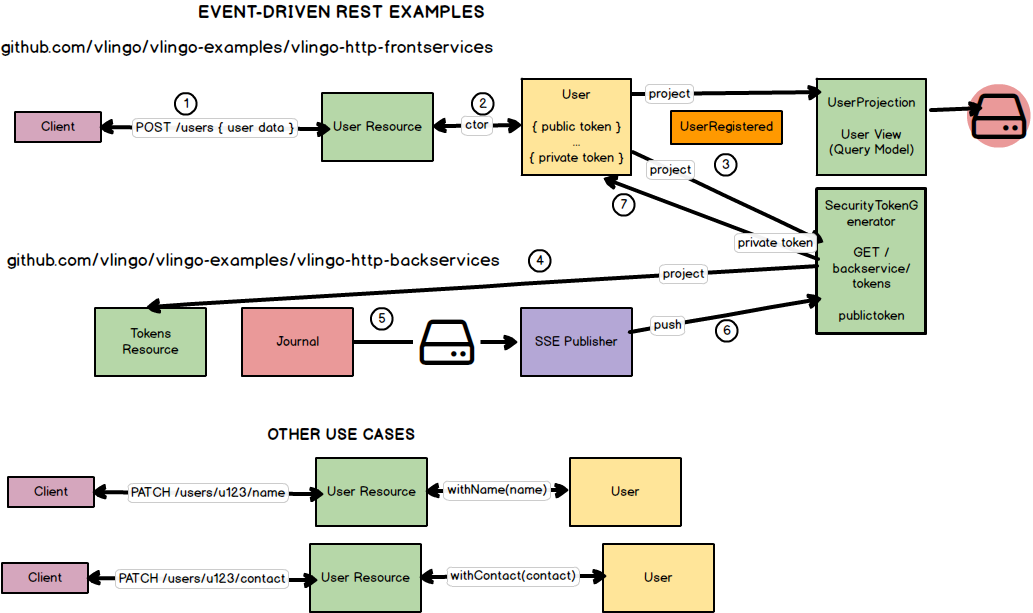 EVENT-DRIVEN REST EXAMPLES
github.com/vlingo/vlingo-examples/vlingo-http-frontservices
1
Client
POST /users { user data }
User Resource
2
ctor
User
{ public token }
...
{ private token }
project
UserRegistered
UserProjection
User View
(Query Model)
3
project
7
private token
SecurityTokenG
enerator
GET /
backservice/
tokens
publictoken
github.com/vlingo/vlingo-examples/vlingo-http-backservices
4
project
Tokens
Resource
Journal
5
SSE Publisher
push
6
OTHER USE CASES
Client
PATCH /users/u123/name
User Resource
withName(name)
User
Client
PATCH /users/u123/contact
User Resource
withContact(contact)
User